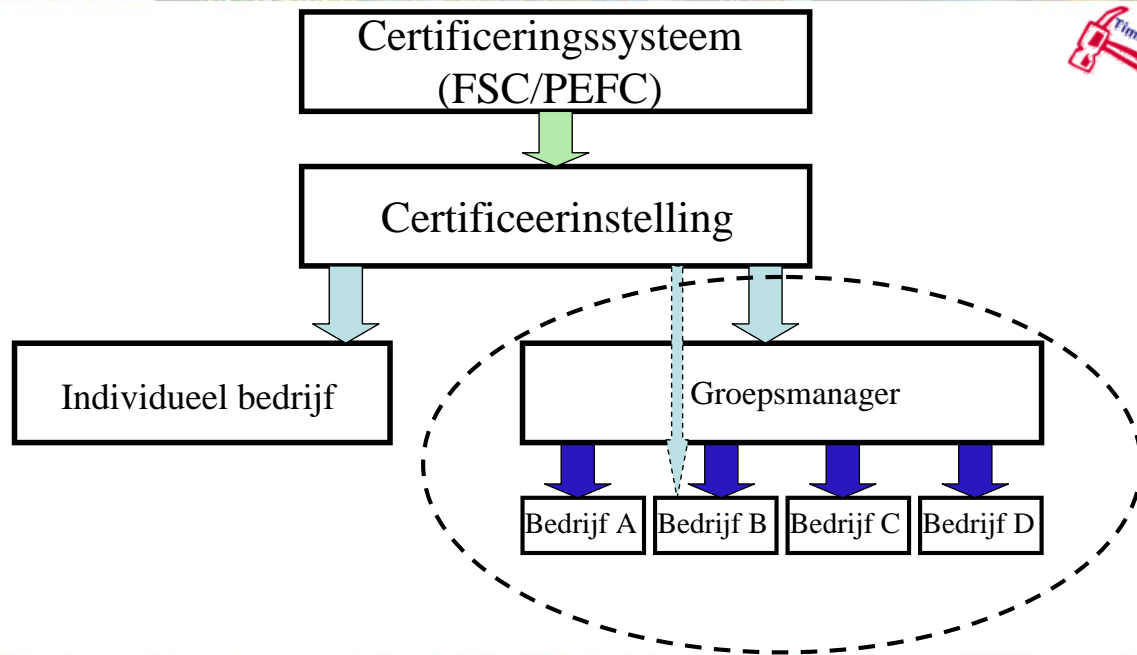 Certificeringssysteem
(FSC/PEFC)
Certificeerinstelling
Individueel bedrijf
Groepsmanager
Bedrijf A
Bedrijf B
Bedrijf C
Bedrijf D